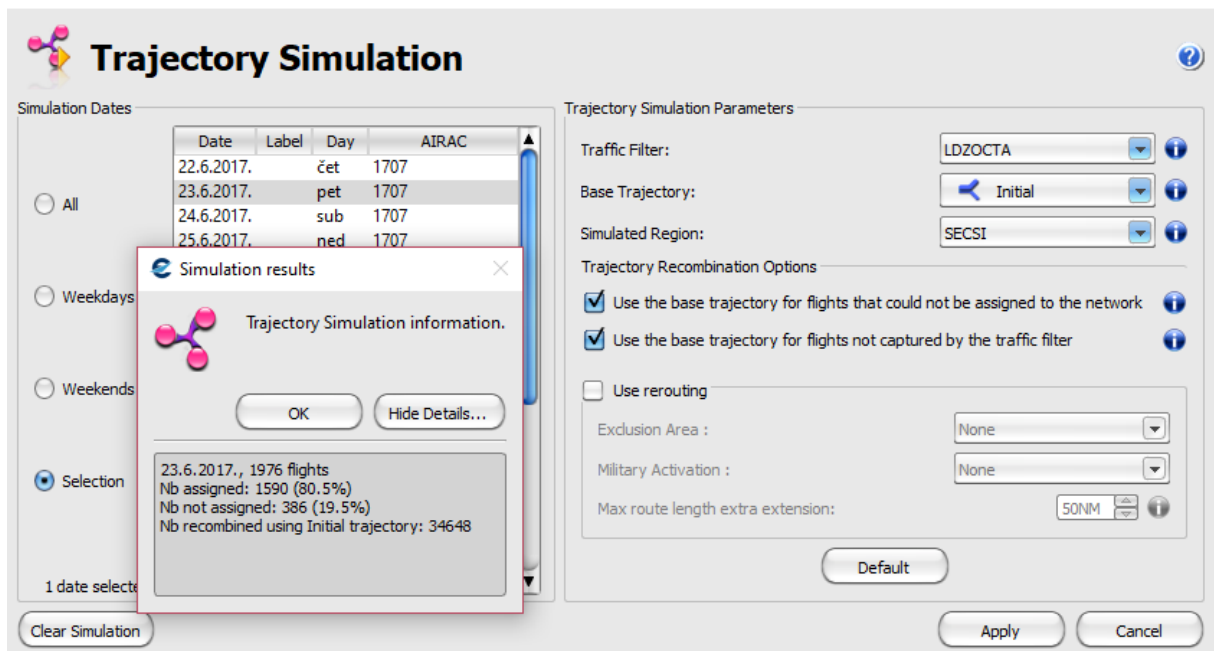 Trajectory Simulation
Simulation Dates
Date Label Day AIRAC
22.6.2017. čet 1707
23.6.2017. pet 1707
24.6.2017. sub 1707
25.6.2017. ned 1707
All
Weekdays
Weekends
Selection
1 date selecte
Clear Simulation
Simulation results
Trajectory Simulation information.
OK Hide Details...
23.6.2017., 1976 flights
Nb assigned: 1590 (80.5%)
Nb not assigned: 386 (19.5%)
Nb recombined using Initial trajectory: 34648
Trajectory Simulation Parameters
Traffic Filter: LDZOCTA
Base Trajectory: Initial
Simulated Region: SECSI
Trajectory Recombination Options
Use the base trajectory for flights that could not be assigned to the network
Use the base trajectory for flights not captured by the traffic filter
Use rerouting
Exclusion Area : None
Military Activation : None
Max route length extra extension: 50NM
Default
Apply Cancel